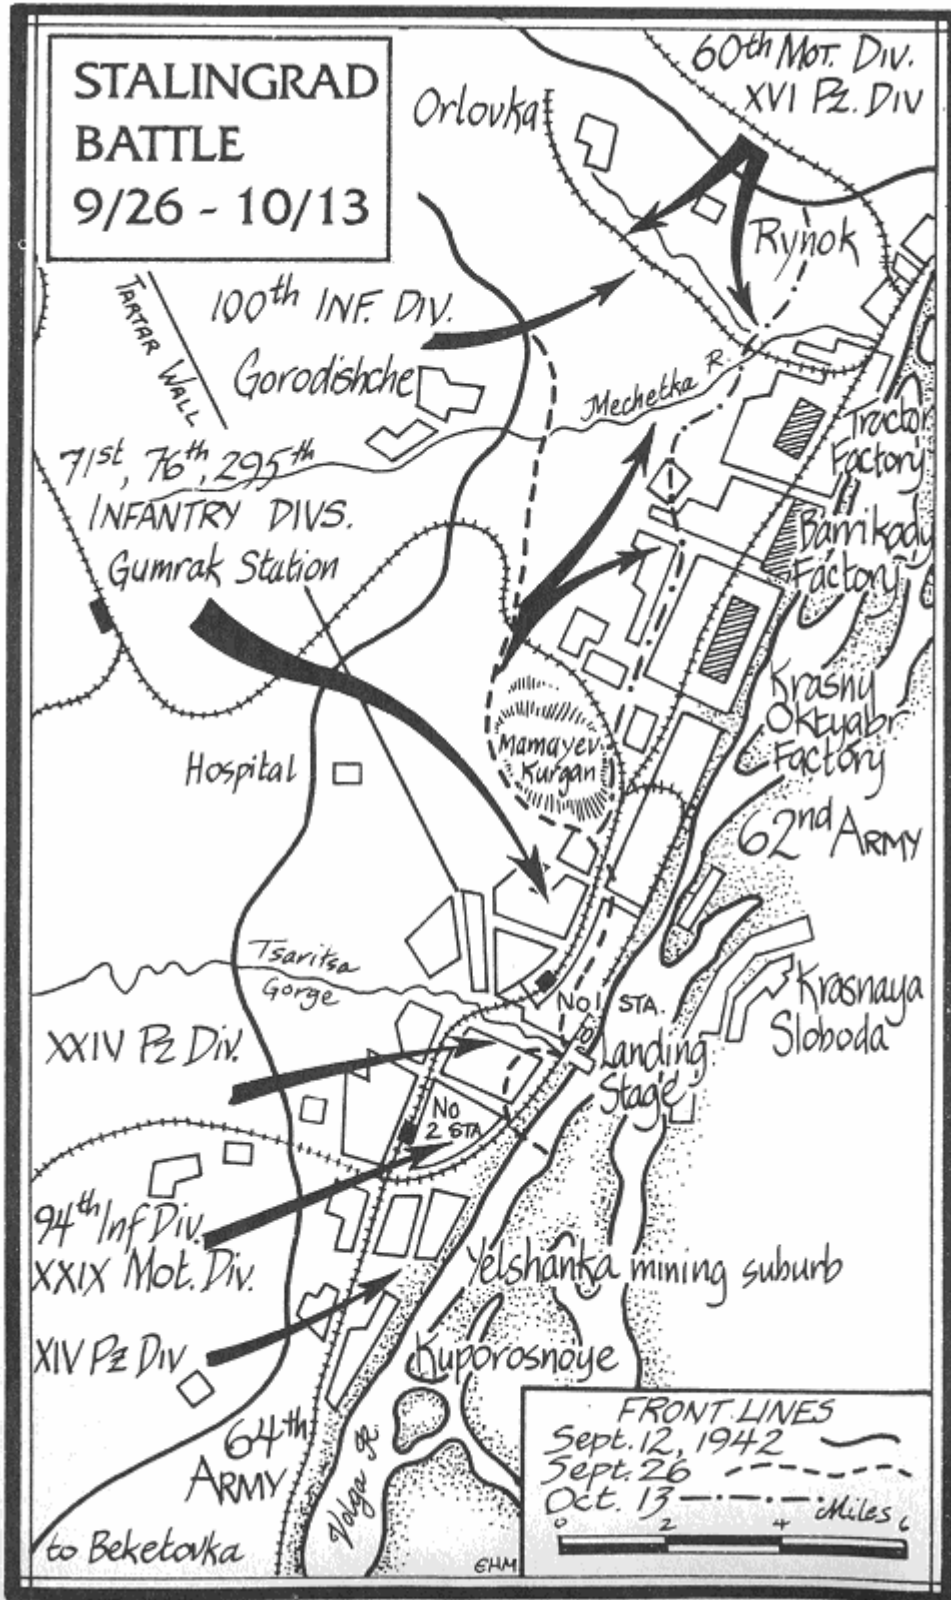 STALINGRAD
BATTLE
9/26 - 10/13
60th MOT. DIV.
XVI PZ. DIV
Orlovka
Rynok
TARTAR WALL
100th INF. DIV.
Gorodishche
Mechetka R.
Tractor
Factory
71st, 76th, 295th
INFANTRY DIVS.
Gumrak Station
Barrikady
Factory
Krasny
Oktyabr
Factory
Mamayev
Kurgan
Hospital
62nd ARMY
Tsaritsa
Gorge
No 1 STA.
Krasnaya
Sloboda
XXIV PZ Div.
Landing
Stage
No
2 STA
94th Inf Div.
XXIX Mot. Div.
Yelshanka mining suburb
XIV PZ Div
Kuporosnoye
64th
ARMY
Volga R
to Beketovka
EHM
FRONT LINES
Sept. 12, 1942
Sept. 26
Oct. 13
Miles
0 2 4 6